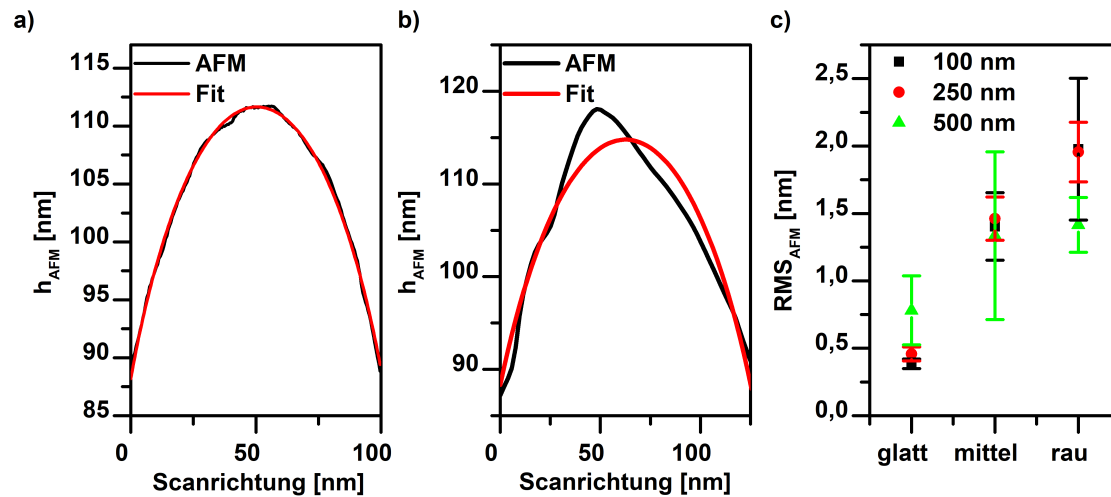 a)
115
110
105
100
95
90
85
h_AFM [nm]
AFM
Fit
0
50
100
Scanrichtung [nm]
b)
120
110
100
90
h_AFM [nm]
AFM
Fit
0
50
100
Scanrichtung [nm]
c)
2,5
2,0
1,5
1,0
0,5
0,0
RMS_AFM [nm]
100 nm
250 nm
500 nm
glatt
mittel
rau